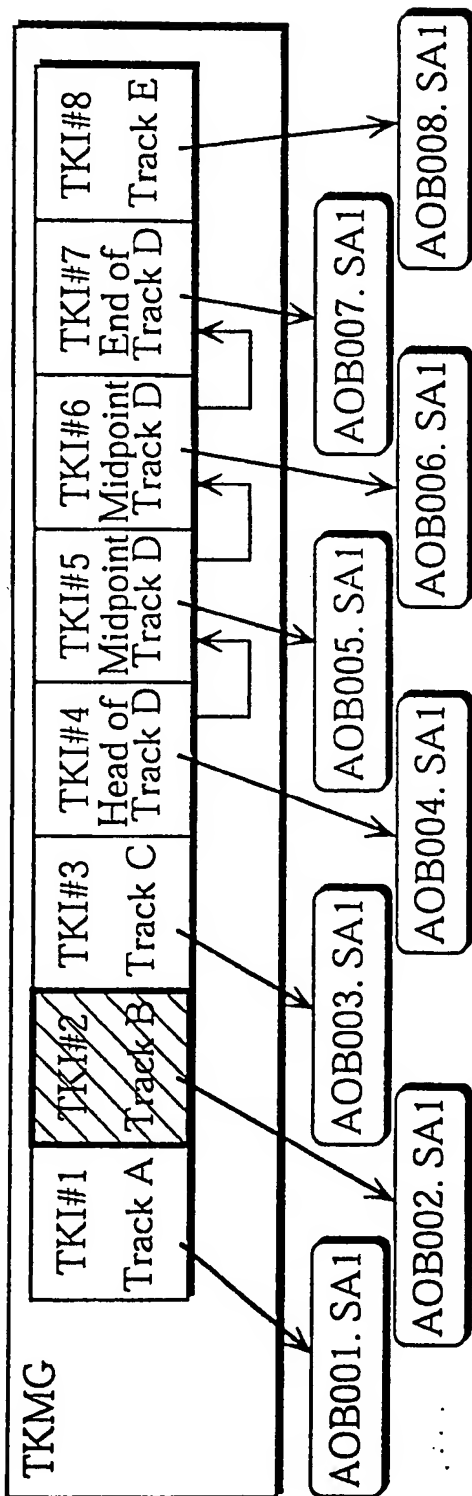 TKMG
TKI#1
Track A
TKI#2
Track B
TKI#3
Track C
TKI#4
Head of
Track D
TKI#5
Midpoint
Track D
TKI#6
Midpoint
Track D
TKI#7
End of
Track D
TKI#8
Track E
AOB001. SA1
AOB002. SA1
AOB003. SA1
AOB004. SA1
AOB005. SA1
AOB006. SA1
AOB007. SA1
AOB008. SA1